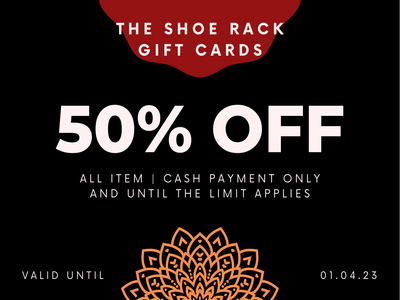 THE SHOE RACK
GIFT CARDS
50% OFF
ALL ITEM | CASH PAYMENT ONLY
AND UNTIL THE LIMIT APPLIES
VALID UNTIL
01.04.23